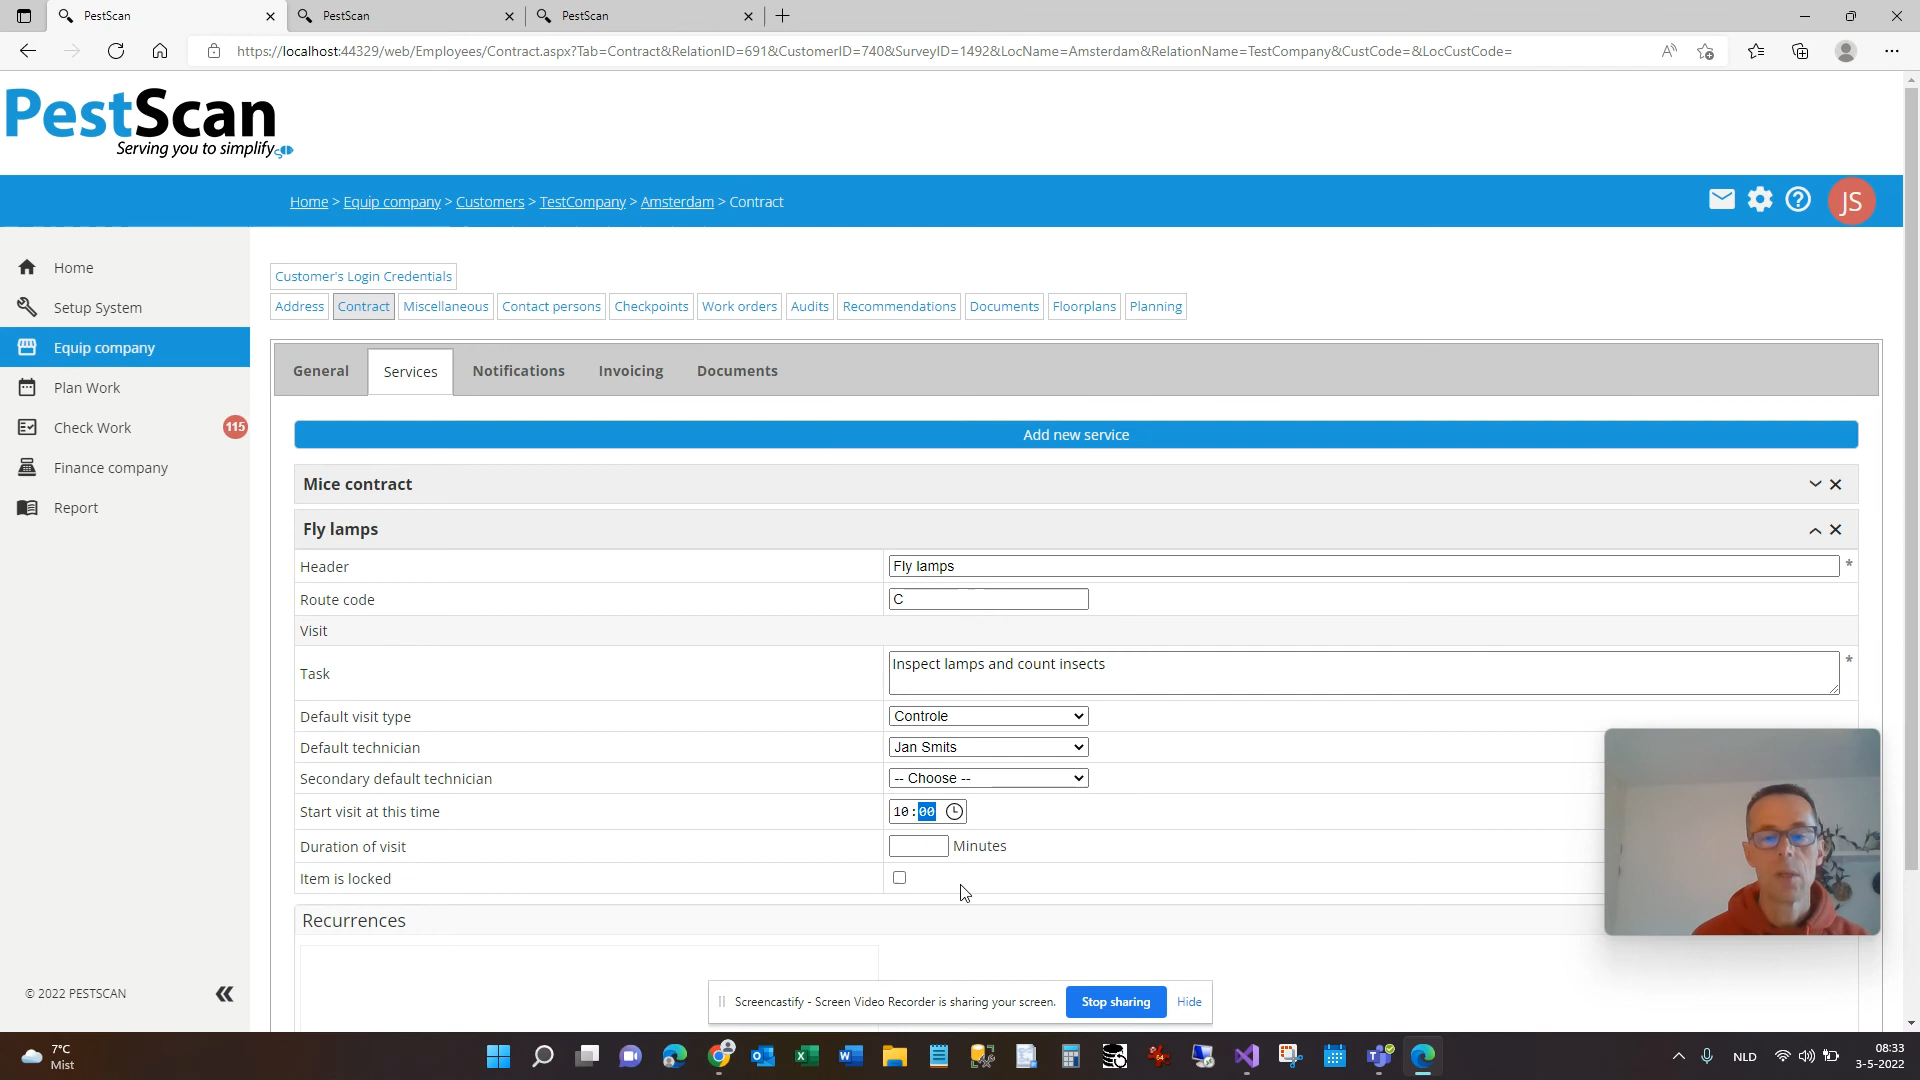 PestScan
PestScan
PestScan
https://localhost:44329/web/Employees/Contract.aspx?Tab=Contract&RelationID=691&CustomerID=740&SurveyID=1492&LocName=Amsterdam&RelationName=TestCompany&CustCode=&LocCustCode=
PestScan
Serving you to simplify
Home > Equip company > Customers > TestCompany > Amsterdam > Contract
JS
Home
Setup System
Equip company
Plan Work
Check Work 115
Finance company
Report
Customer's Login Credentials
Address Contract Miscellaneous Contact persons Checkpoints Work orders Audits Recommendations Documents Floorplans Planning
General Services Notifications Invoicing Documents
Add new service
Mice contract
Fly lamps
Header Fly lamps *
Route code C
Visit
Task Inspect lamps and count insects *
Default visit type Controle
Default technician Jan Smits
Secondary default technician -- Choose --
Start visit at this time 10:00
Duration of visit Minutes
Item is locked
Recurrences
© 2022 PESTSCAN
Screencastify - Screen Video Recorder is sharing your screen. Stop sharing Hide
7°C
Mist
NLD
08:33
3-5-2022